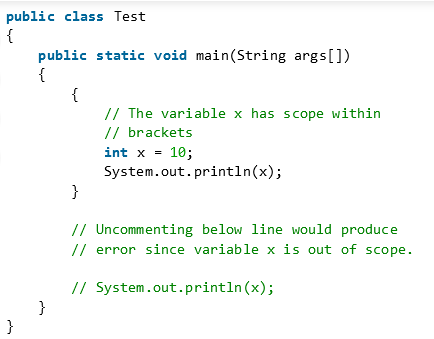 public class Test
{
    public static void main(String args[])
    {
        {
            // The variable x has scope within
            // brackets
            int x = 10;
            System.out.println(x);
        }
        // Uncommenting below line would produce
        // error since variable x is out of scope.
        // System.out.println(x);
    }
}